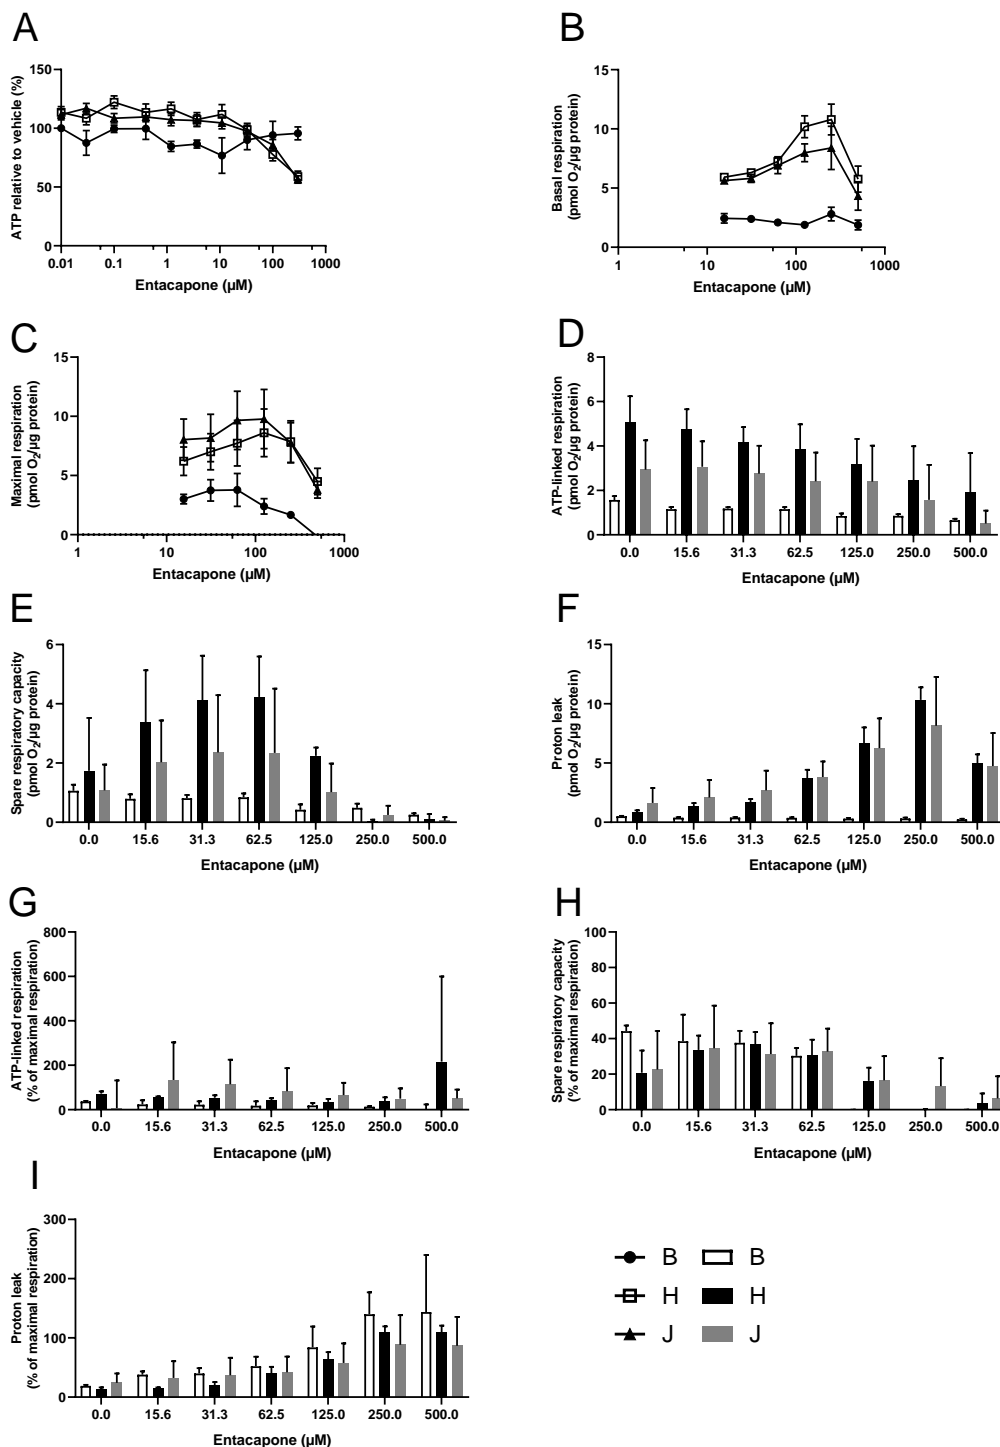 A
ATP relative to vehicle (%)
150
100
50
0
0.01 0.1 1 10 100 1000
Entacapone (µM)
B
Basal respiration
(pmol O₂/µg protein)
15
10
5
0
1 10 100 1000
Entacapone (µM)
C
Maximal respiration
(pmol O₂/µg protein)
15
10
5
0
1 10 100 1000
Entacapone (µM)
D
ATP-linked respiration
(pmol O₂/µg protein)
8
6
4
2
0
0.0 15.6 31.3 62.5 125.0 250.0 500.0
Entacapone (µM)
E
Spare respiratory capacity
(pmol O₂/µg protein)
6
4
2
0
0.0 15.6 31.3 62.5 125.0 250.0 500.0
Entacapone (µM)
F
Proton leak
(pmol O₂/µg protein)
15
10
5
0
0.0 15.6 31.3 62.5 125.0 250.0 500.0
Entacapone (µM)
G
ATP-linked respiration
(% of maximal respiration)
800
600
400
200
0
0.0 15.6 31.3 62.5 125.0 250.0 500.0
Entacapone (µM)
H
Spare respiratory capacity
(% of maximal respiration)
100
80
60
40
20
0
0.0 15.6 31.3 62.5 125.0 250.0 500.0
Entacapone (µM)
I
Proton leak
(% of maximal respiration)
300
200
100
0
0.0 15.6 31.3 62.5 125.0 250.0 500.0
Entacapone (µM)
B B
H H
J J